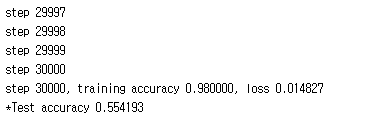 step 29997
step 29998
step 29999
step 30000
step 30000, training accuracy 0.980000, loss 0.014827
*Test accuracy 0.554193